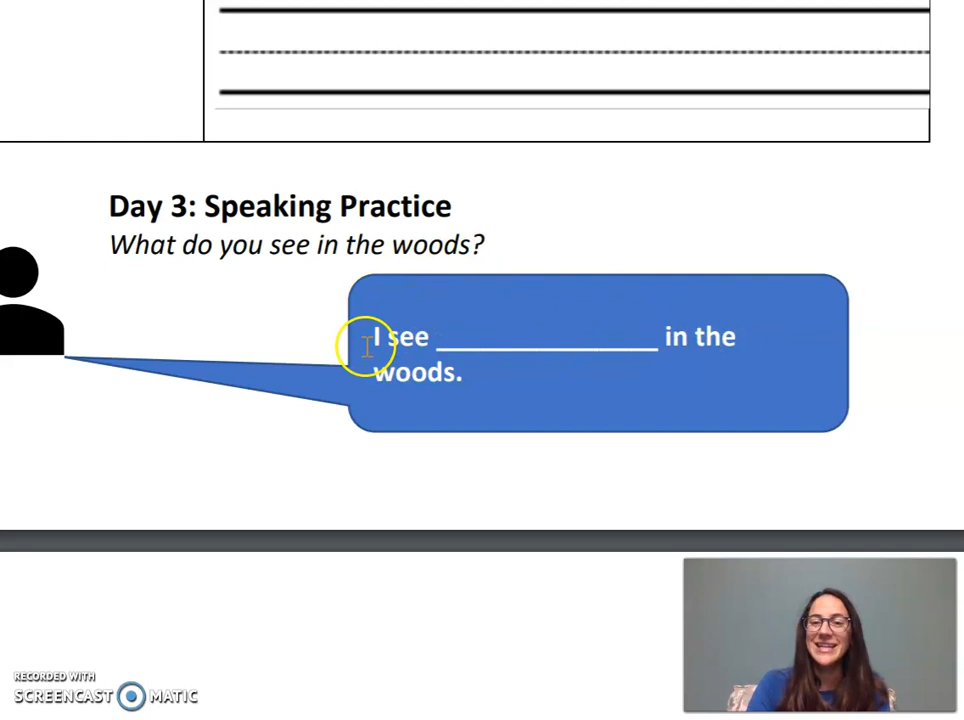 Day 3: Speaking Practice
What do you see in the woods?
I see ________________ in the
woods.
RECORDED WITH
SCREENCAST MATIC